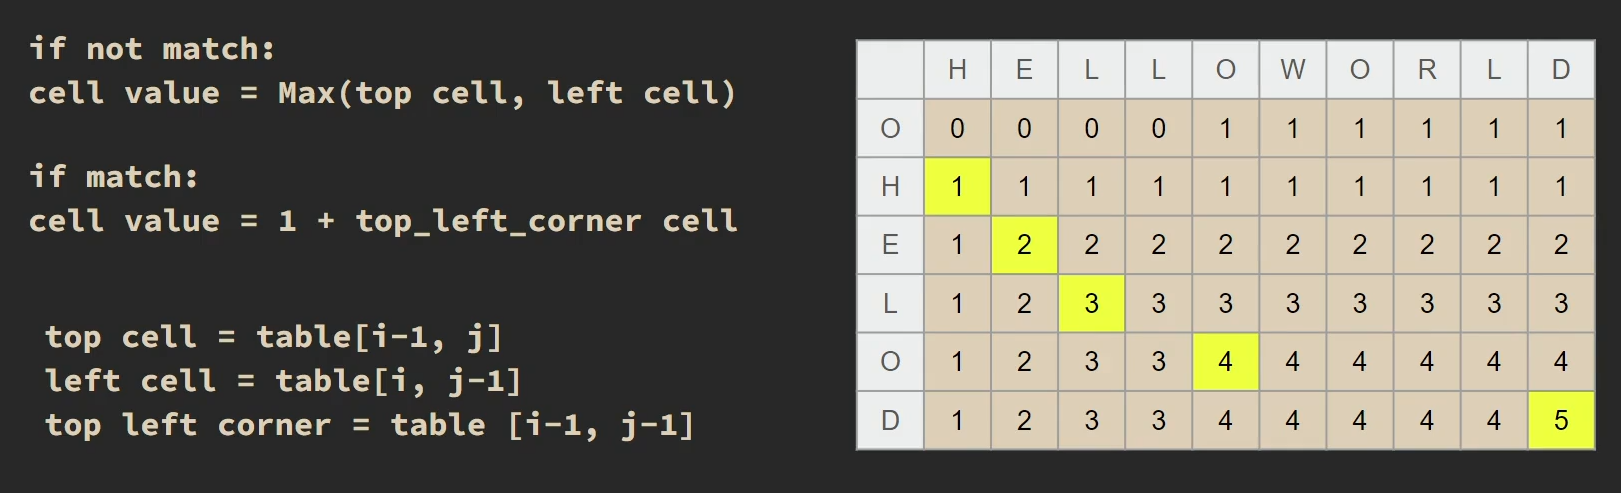 if not match:
cell value = Max(top cell, left cell)
if match:
cell value = 1 + top_left_corner cell
top cell = table[i-1, j]
left cell = table[i, j-1]
top left corner = table [i-1, j-1]
H E L L O W O R L D
O 0 0 0 0 1 1 1 1 1 1
H 1 1 1 1 1 1 1 1 1 1
E 1 2 2 2 2 2 2 2 2 2
L 1 2 3 3 3 3 3 3 3 3
O 1 2 3 3 4 4 4 4 4 4
D 1 2 3 3 4 4 4 4 4 5